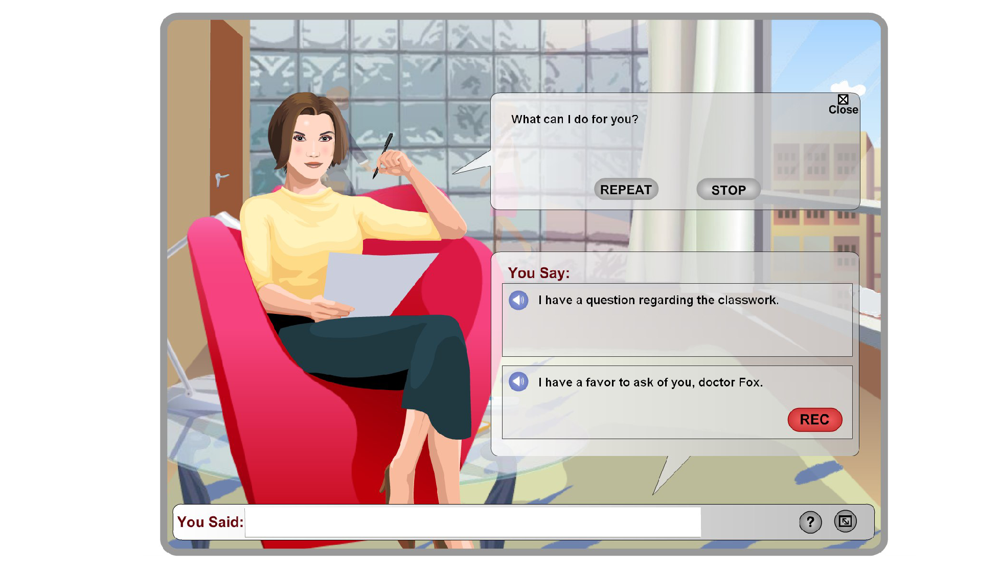 Close
What can I do for you?
REPEAT
STOP
You Say:
I have a question regarding the classwork.
I have a favor to ask of you, doctor Fox.
REC
You Said:
?